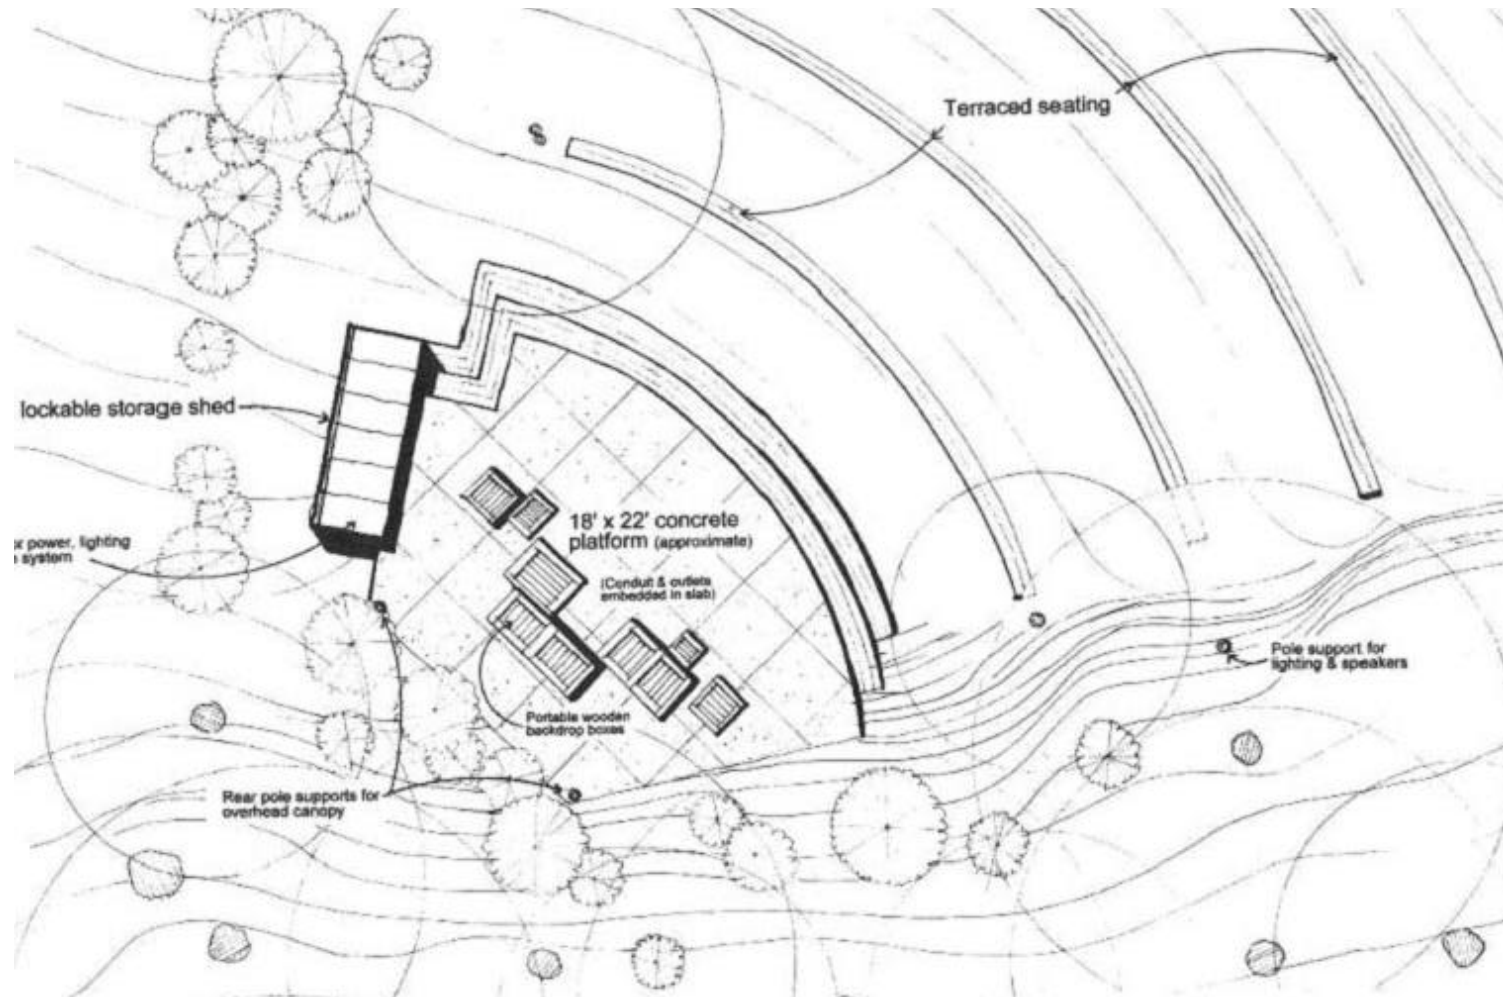 Terraced seating
lockable storage shed
18' x 22' concrete
platform (approximate)
power, lighting
system
(Conduit & outlets
embedded in slab)
Pole support for
lighting & speakers
Portable wooden
backdrop boxes
Rear pole supports for
overhead canopy